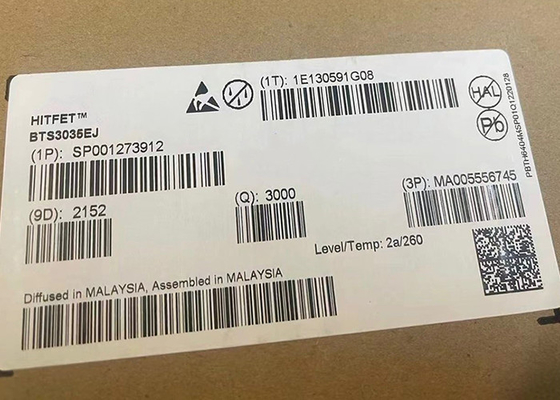 HITFET™
BTS3035EJ
(1P): SP001273912
(1T): 1E130591G08
HAL
Pb
PBTH6404MSP01Q1220128
(9D): 2152
(Q): 3000
(3P): MA005556745
Level/Temp: 2a/260
Diffused in MALAYSIA, Assembled in MALAYSIA